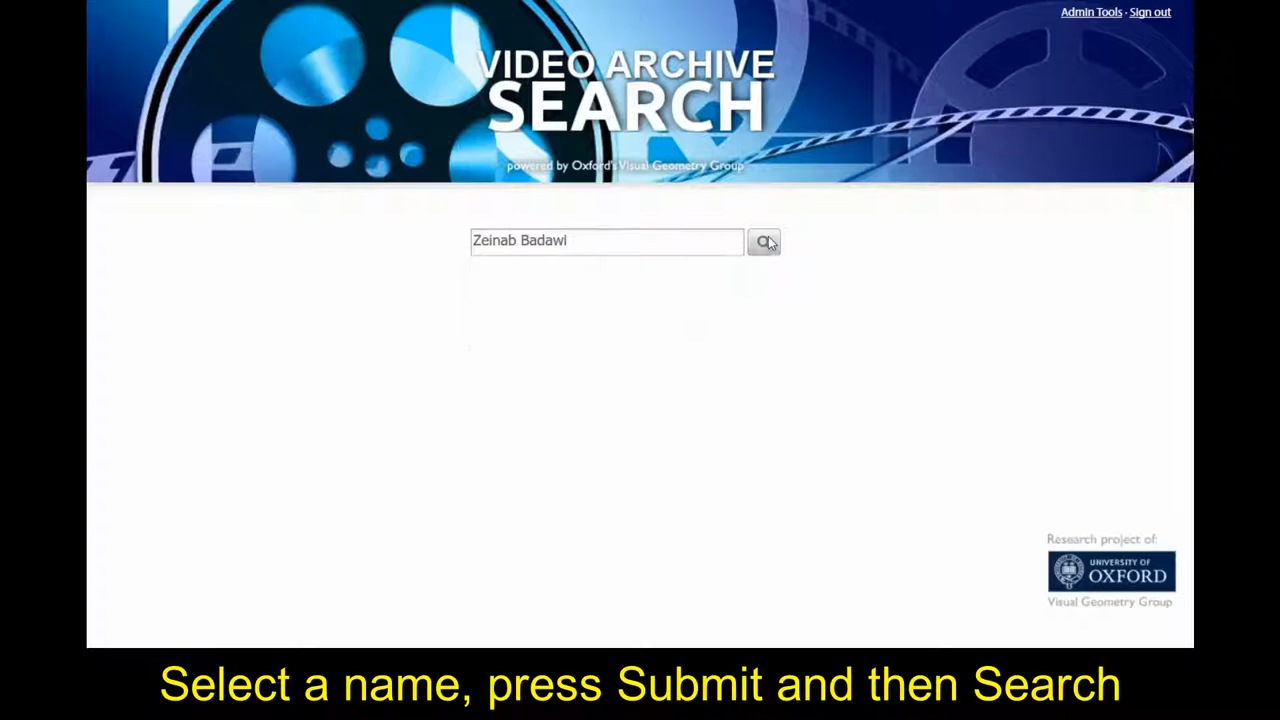 Admin Tools · Sign out
VIDEO ARCHIVE
SEARCH
powered by Oxford's Visual Geometry Group
Zeinab Badawi
Research project of:
UNIVERSITY OF
OXFORD
Visual Geometry Group
Select a name, press Submit and then Search